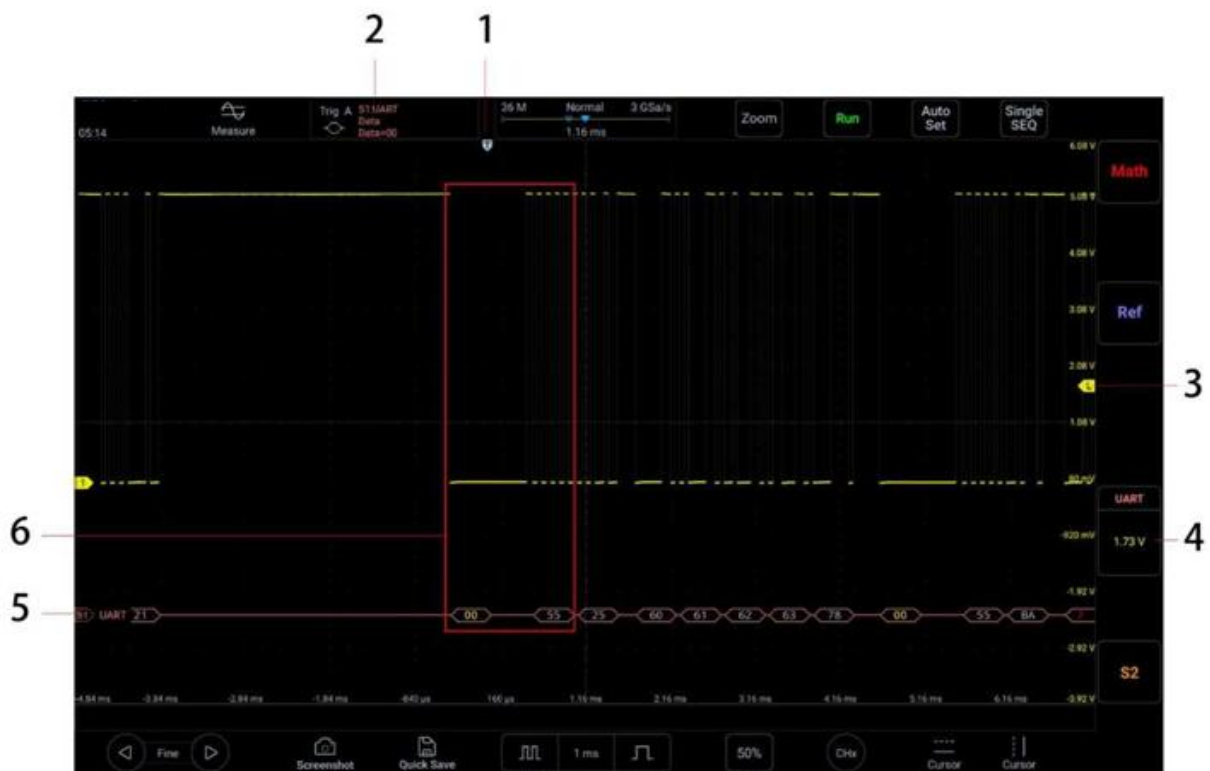 2 1
05:14
Measure
Trig A
S1:UART
Data
Data=00
36 M Normal 3 GSa/s
1.16 ms
Zoom
Run
Auto
Set
Single
SEQ
T
6.08 V
Math
5.08 V
4.08 V
3.08 V
Ref
2.08 V
3
1.08 V
1
80 mV
UART
6
-920 mV
1.73 V
4
-1.92 V
5
S1 UART 21 00 55 25 60 61 62 63 78 00 55 BA
-2.92 V
S2
-4.84 ms -3.84 ms -2.84 ms -1.84 ms -840 μs 160 μs 1.16 ms 2.16 ms 3.16 ms 4.16 ms 5.16 ms 6.16 ms -3.92 V
Fine
Screenshot
Quick Save
1 ms
50%
CHx
Cursor
Cursor